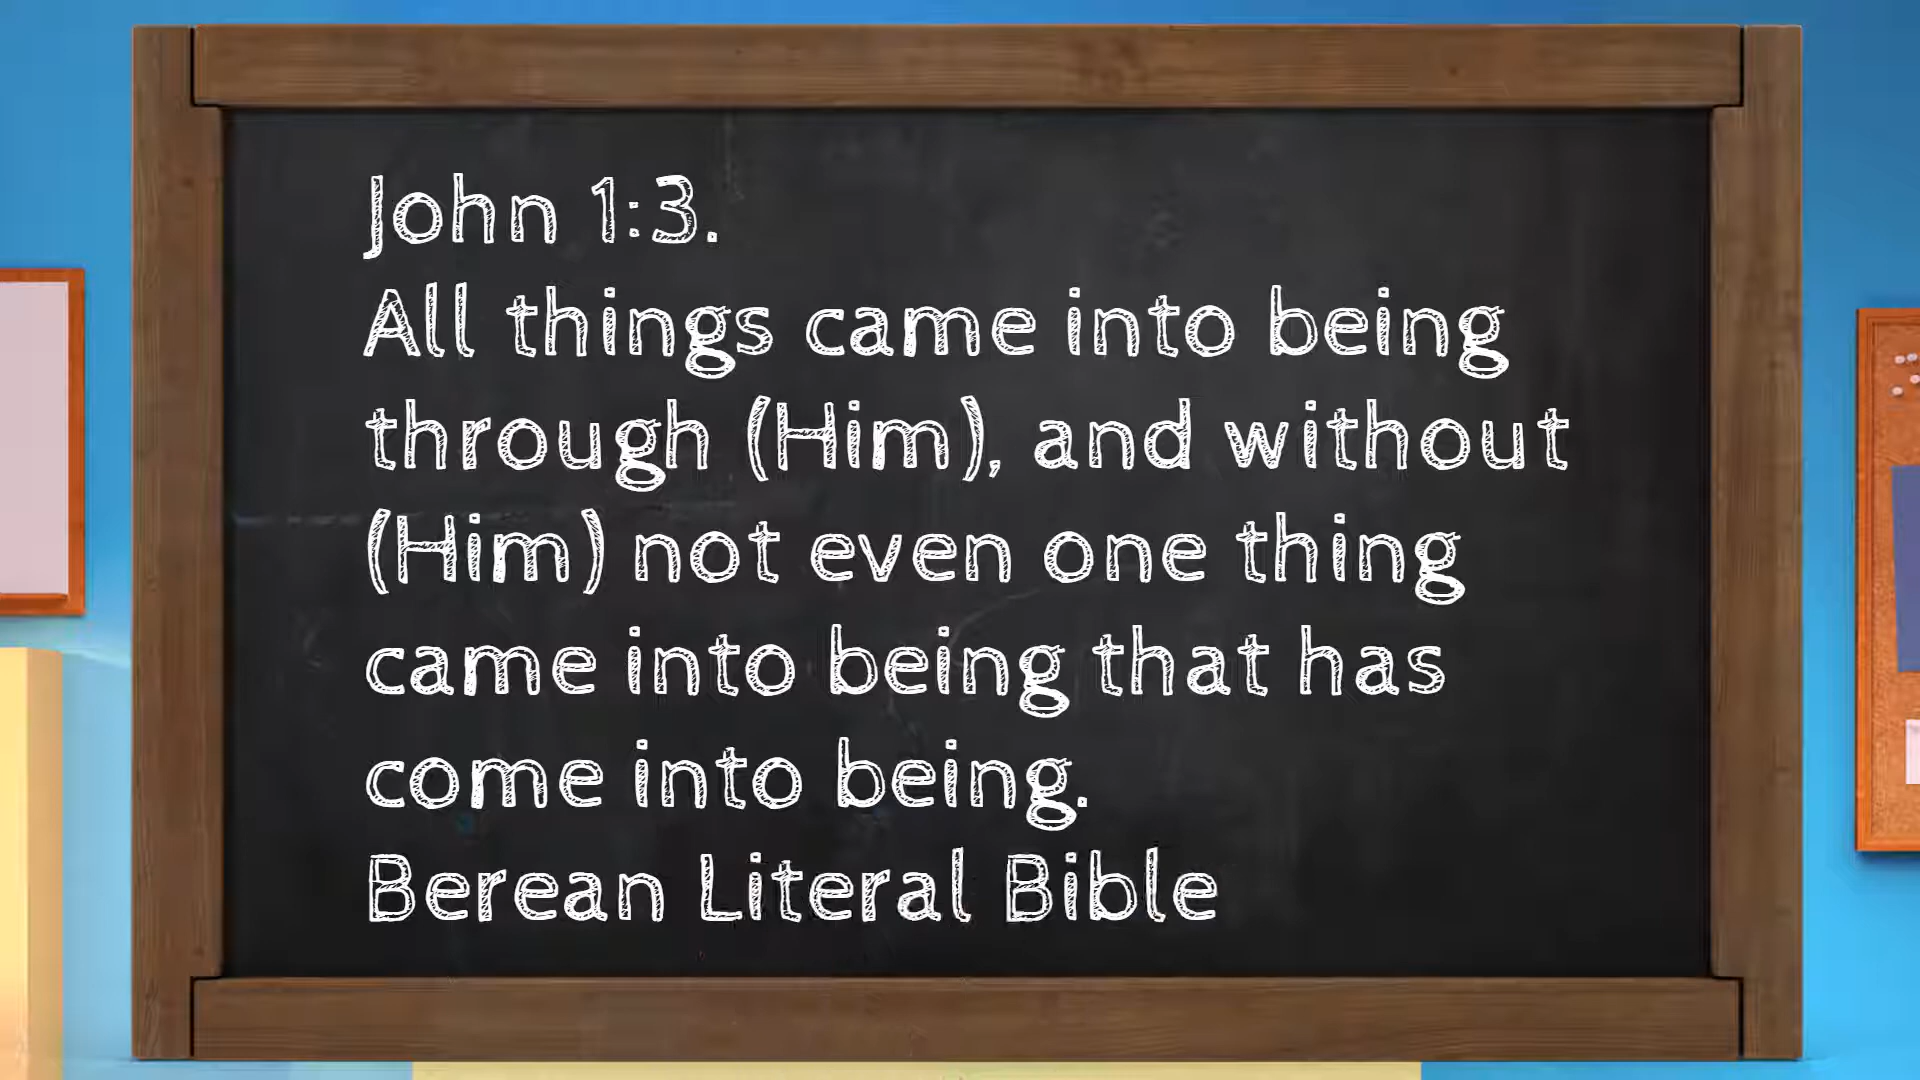 John 1:3.
All things came into being
through (Him), and without
(Him) not even one thing
came into being that has
come into being.
Berean Literal Bible